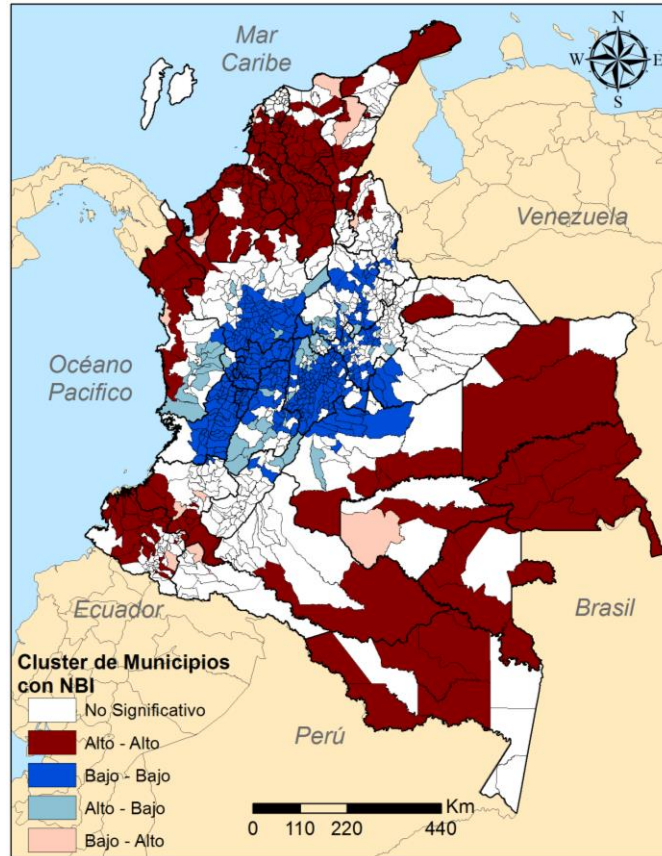 Mar
Caribe
N
W
E
S
Venezuela
Océano
Pacifico
Ecuador
Brasil
Perú
Cluster de Municipios
con NBI
No Significativo
Alto - Alto
Bajo - Bajo
Alto - Bajo
Bajo - Alto
Km
0 110 220 440